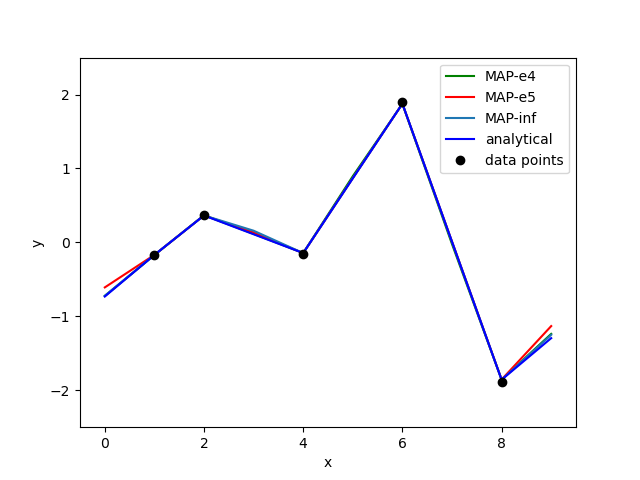 MAP-e4
MAP-e5
MAP-inf
analytical
data points
2
1
0
−1
−2
y
0 2 4 6 8
x